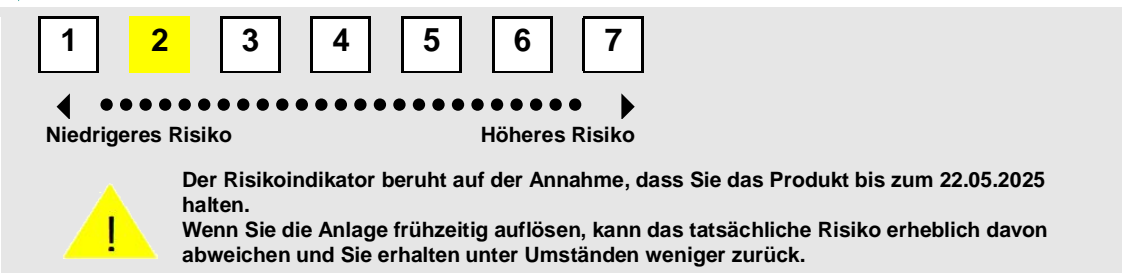 1 2 3 4 5 6 7
Niedrigeres Risiko Höheres Risiko
Der Risikoindikator beruht auf der Annahme, dass Sie das Produkt bis zum 22.05.2025
halten.
Wenn Sie die Anlage frühzeitig auflösen, kann das tatsächliche Risiko erheblich davon
! abweichen und Sie erhalten unter Umständen weniger zurück.